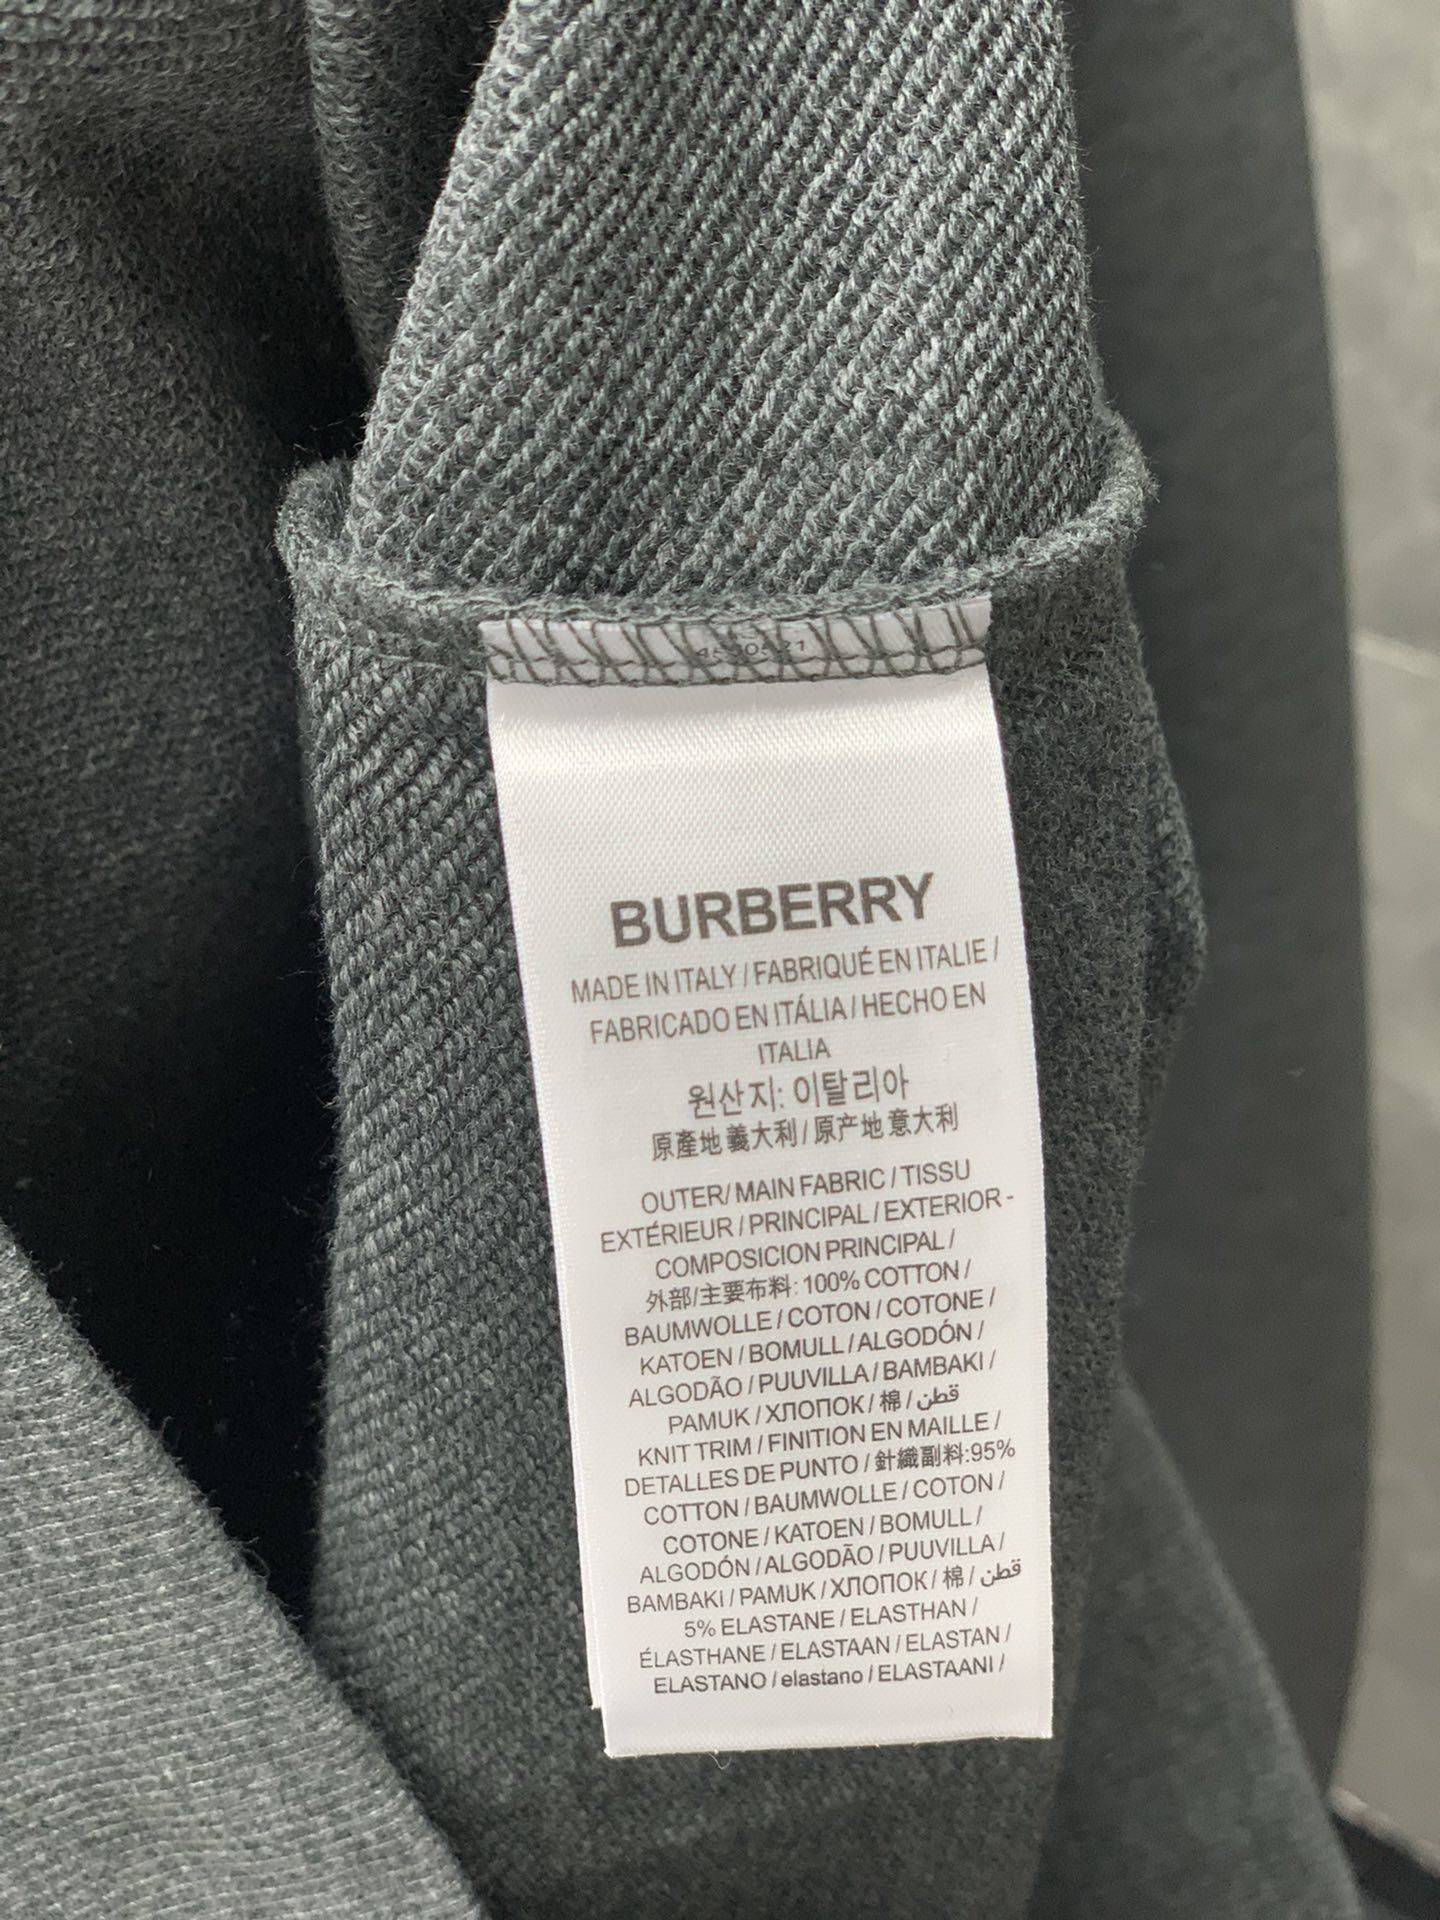 BURBERRY
MADE IN ITALY / FABRIQUÉ EN ITALIE /
FABRICADO EN ITÁLIA / HECHO EN
ITALIA
원산지: 이탈리아
原產地 義大利 / 原产地 意大利
OUTER/ MAIN FABRIC / TISSU
EXTÉRIEUR / PRINCIPAL / EXTERIOR -
COMPOSICION PRINCIPAL /
外部/主要布料: 100% COTTON /
BAUMWOLLE / COTON / COTONE /
KATOEN / BOMULL / ALGODÓN /
ALGODÃO / PUUVILLA / BAMBAKI /
PAMUK / ХЛОПОК / 棉 / قطن
KNIT TRIM / FINITION EN MAILLE /
DETALLES DE PUNTO / 針織副料:95%
COTTON / BAUMWOLLE / COTON /
COTONE / KATOEN / BOMULL /
ALGODÓN / ALGODÃO / PUUVILLA /
BAMBAKI / PAMUK / ХЛОПОК / 棉 / قطن
5% ELASTANE / ELASTHAN /
ÉLASTHANE / ELASTAAN / ELASTAN /
ELASTANO / elastano / ELASTAANI /